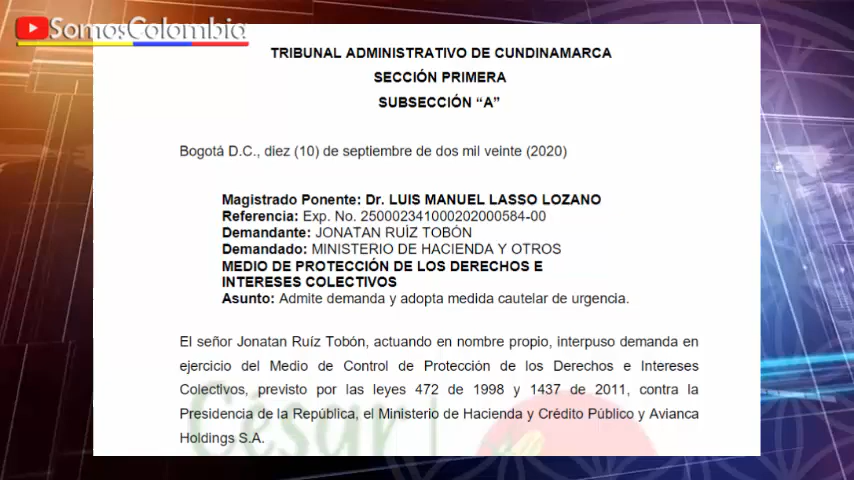 SomosColombia
TRIBUNAL ADMINISTRATIVO DE CUNDINAMARCA
SECCIÓN PRIMERA
SUBSECCIÓN “A”
Bogotá D.C., diez (10) de septiembre de dos mil veinte (2020)
Magistrado Ponente: Dr. LUIS MANUEL LASSO LOZANO
Referencia: Exp. No. 250002341000202000584-00
Demandante: JONATAN RUÍZ TOBÓN
Demandado: MINISTERIO DE HACIENDA Y OTROS
MEDIO DE PROTECCIÓN DE LOS DERECHOS E
INTERESES COLECTIVOS
Asunto: Admite demanda y adopta medida cautelar de urgencia.
El señor Jonatan Ruíz Tobón, actuando en nombre propio, interpuso demanda en
ejercicio del Medio de Control de Protección de los Derechos e Intereses
Colectivos, previsto por las leyes 472 de 1998 y 1437 de 2011, contra la
Presidencia de la República, el Ministerio de Hacienda y Crédito Público y Avianca
Holdings S.A.
César